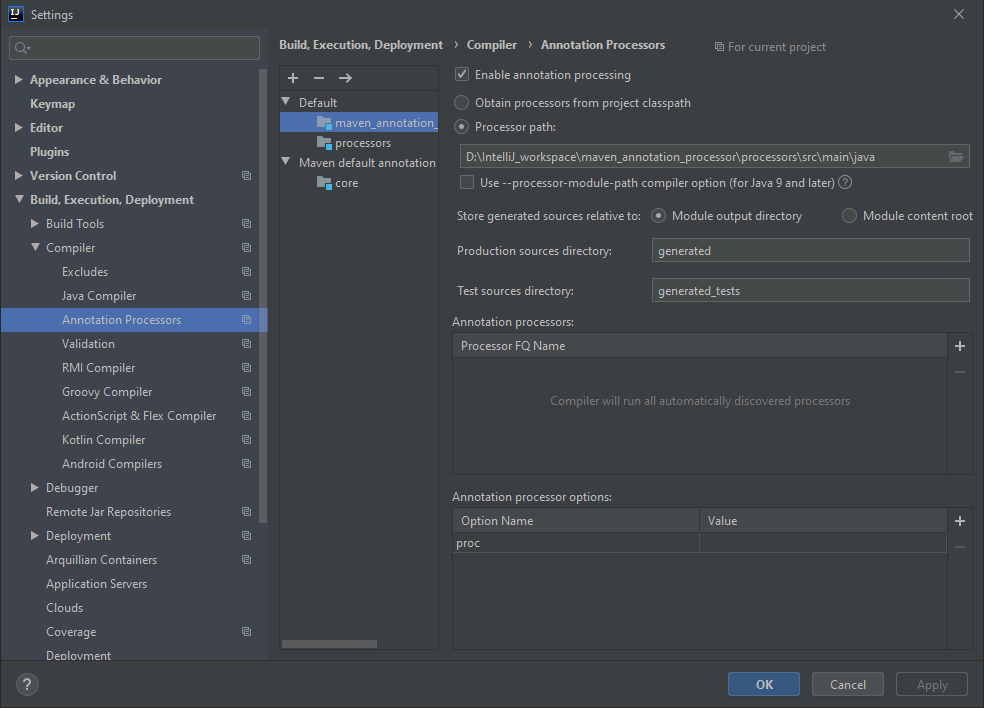 Settings
Appearance & Behavior
Keymap
Editor
Plugins
Version Control
Build, Execution, Deployment
Build Tools
Compiler
Excludes
Java Compiler
Annotation Processors
Validation
RMI Compiler
Groovy Compiler
ActionScript & Flex Compiler
Kotlin Compiler
Android Compilers
Debugger
Remote Jar Repositories
Deployment
Arquillian Containers
Application Servers
Clouds
Coverage
Deployment
Build, Execution, Deployment › Compiler › Annotation Processors
For current project
Default
maven_annotation_
processors
Maven default annotation
core
Enable annotation processing
Obtain processors from project classpath
Processor path:
D:\IntelliJ_workspace\maven_annotation_processor\processors\src\main\java
Use --processor-module-path compiler option (for Java 9 and later) ?
Store generated sources relative to: Module output directory Module content root
Production sources directory: generated
Test sources directory: generated_tests
Annotation processors:
Processor FQ Name
Compiler will run all automatically discovered processors
Annotation processor options:
Option Name Value
proc
? OK Cancel Apply